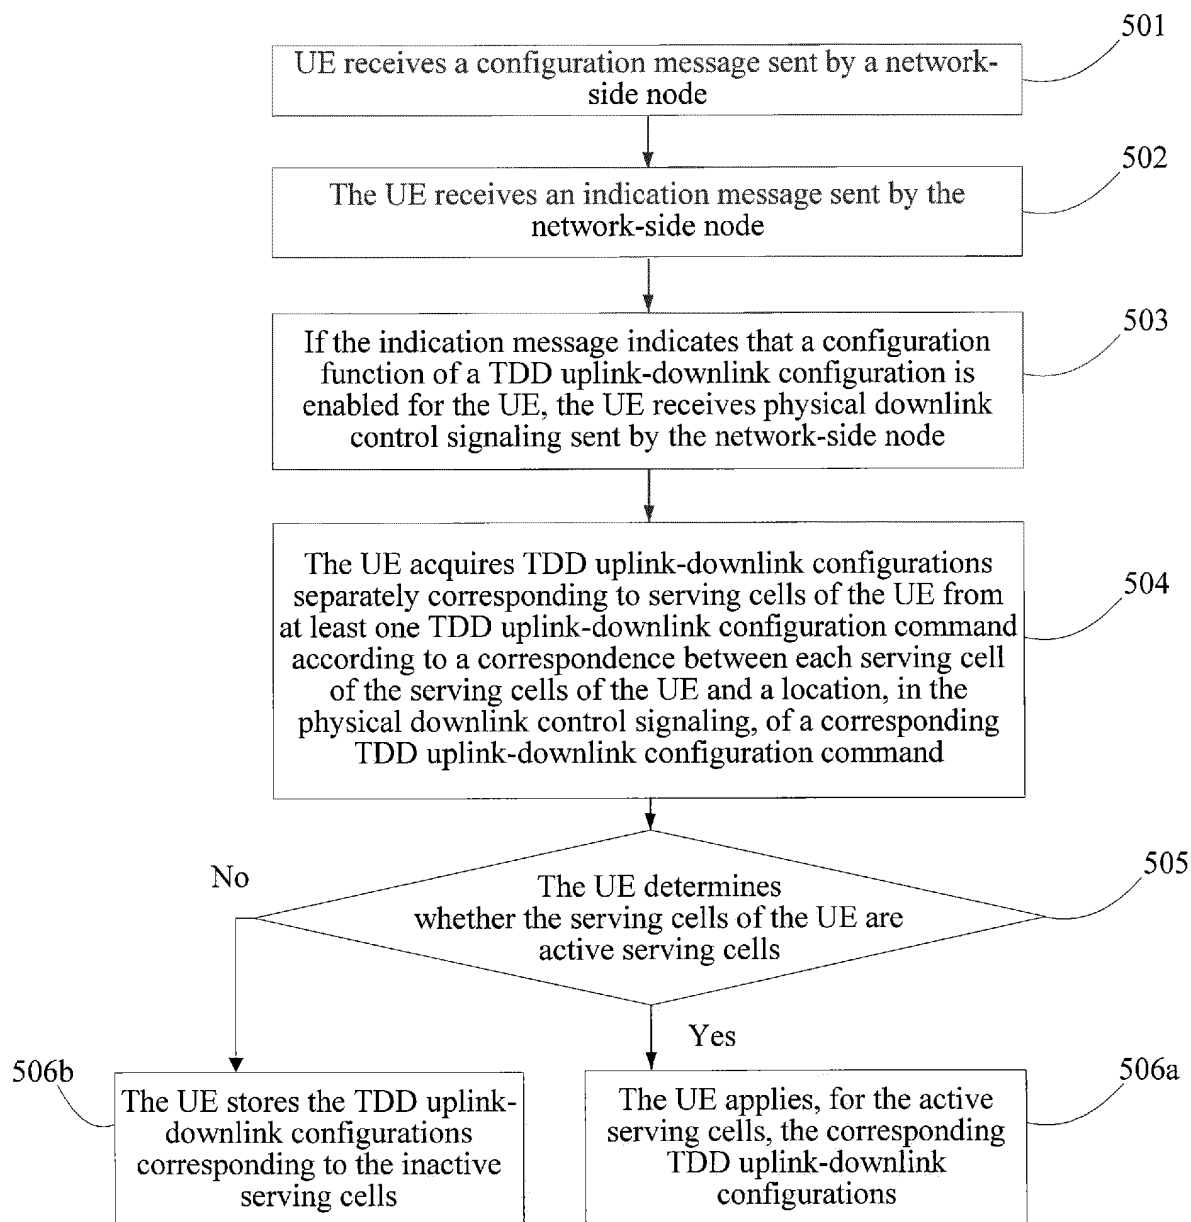 501
UE receives a configuration message sent by a network-
side node
502
The UE receives an indication message sent by the
network-side node
503
If the indication message indicates that a configuration
function of a TDD uplink-downlink configuration is
enabled for the UE, the UE receives physical downlink
control signaling sent by the network-side node
504
The UE acquires TDD uplink-downlink configurations
separately corresponding to serving cells of the UE from
at least one TDD uplink-downlink configuration command
according to a correspondence between each serving cell
of the serving cells of the UE and a location, in the
physical downlink control signaling, of a corresponding
TDD uplink-downlink configuration command
505
No
The UE determines
whether the serving cells of the UE are
active serving cells
Yes
506b
The UE stores the TDD uplink-
downlink configurations
corresponding to the inactive
serving cells
506a
The UE applies, for the active
serving cells, the corresponding
TDD uplink-downlink
configurations